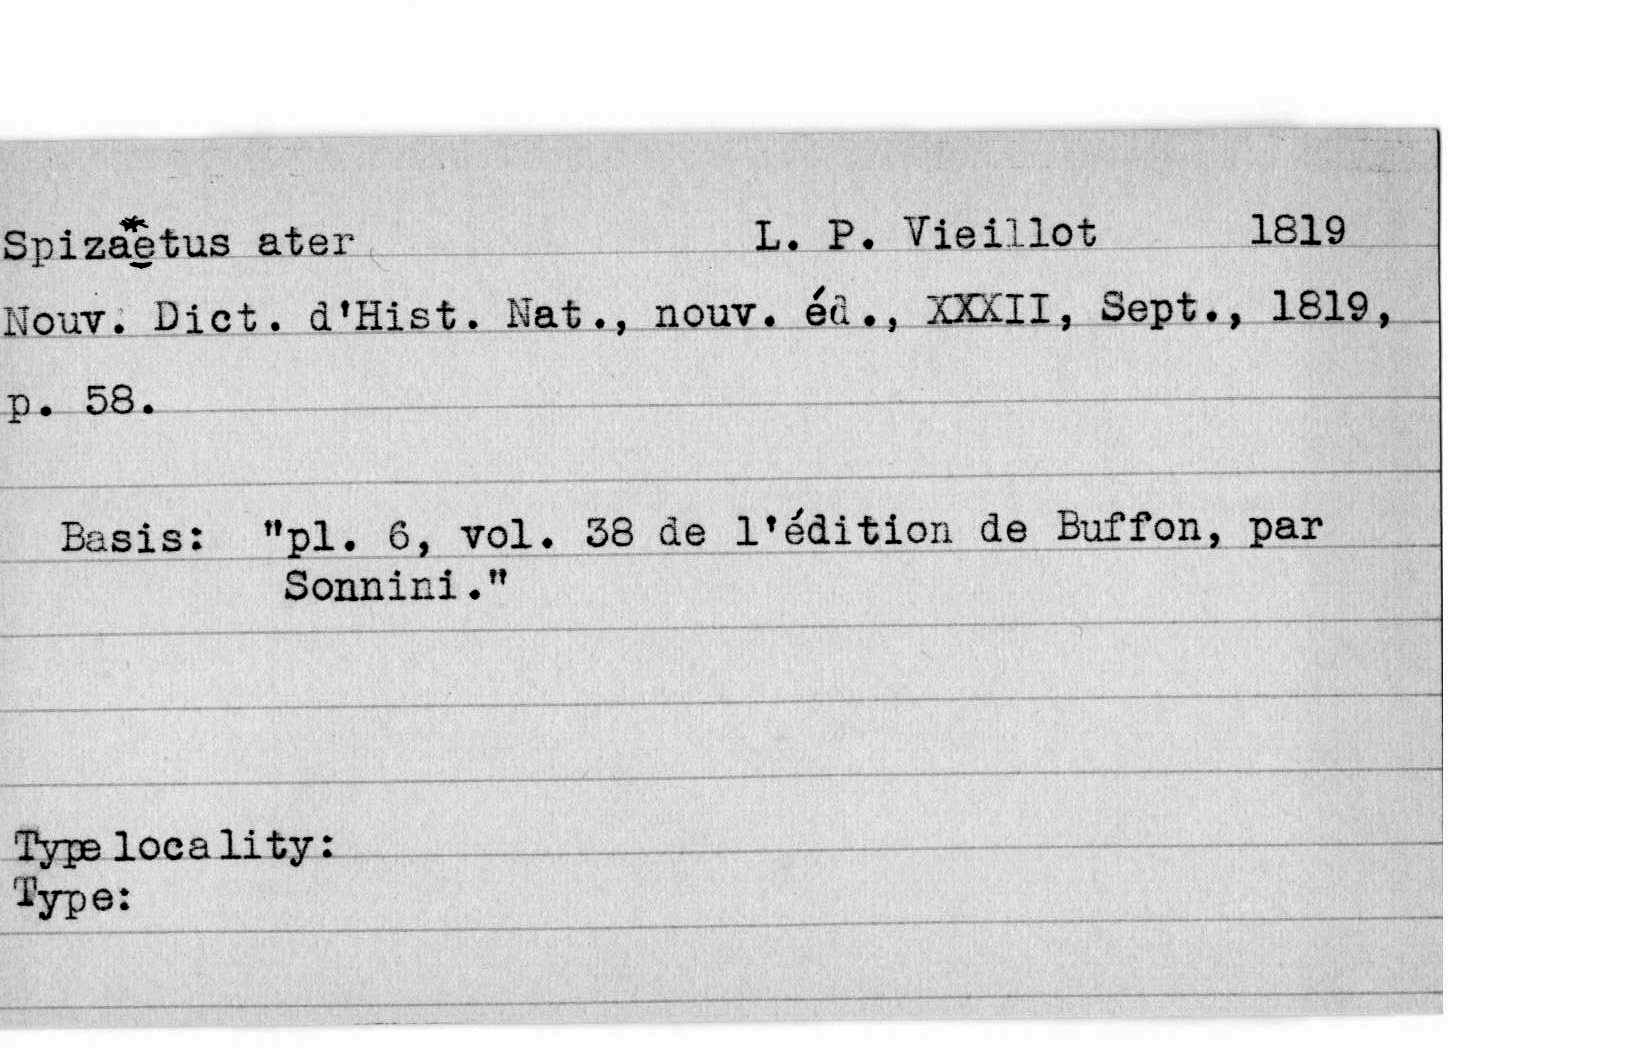 Spizaetus ater L. P. Vieillot 1819
Nouv. Dict. d'Hist. Nat., nouv. éd., XXXII, Sept., 1819,
p. 58.
Basis: "pl. 6, vol. 38 de l'édition de Buffon, par
Sonnini."
Type locality:
Type: